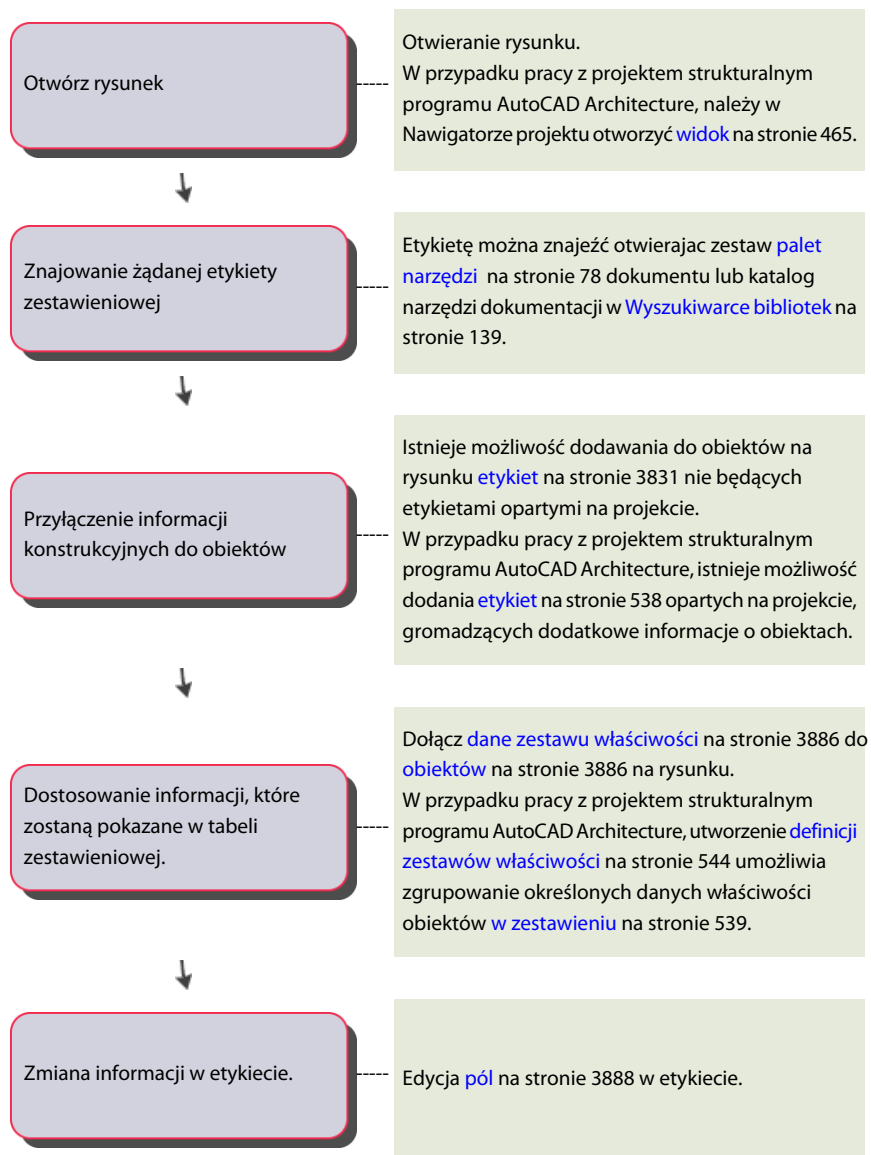 Otwórz rysunek
Otwieranie rysunku.
W przypadku pracy z projektem strukturalnym
programu AutoCAD Architecture, należy w
Nawigatorze projektu otworzyć widok na stronie 465.
Znajowanie żądanej etykiety
zestawieniowej
Etykietę można znajeźć otwierajac zestaw palet
narzędzi na stronie 78 dokumentu lub katalog
narzędzi dokumentacji w Wyszukiwarce bibliotek na
stronie 139.
Przyłączenie informacji
konstrukcyjnych do obiektów
Istnieje możliwość dodawania do obiektów na
rysunku etykiet na stronie 3831 nie będących
etykietami opartymi na projekcie.
W przypadku pracy z projektem strukturalnym
programu AutoCAD Architecture, istnieje możliwość
dodania etykiet na stronie 538 opartych na projekcie,
gromadzących dodatkowe informacje o obiektach.
Dostosowanie informacji, które
zostaną pokazane w tabeli
zestawieniowej.
Dołącz dane zestawu właściwości na stronie 3886 do
obiektów na stronie 3886 na rysunku.
W przypadku pracy z projektem strukturalnym
programu AutoCAD Architecture, utworzenie definicji
zestawów właściwości na stronie 544 umożliwia
zgrupowanie określonych danych właściwości
obiektów w zestawieniu na stronie 539.
Zmiana informacji w etykiecie.
Edycja pól na stronie 3888 w etykiecie.